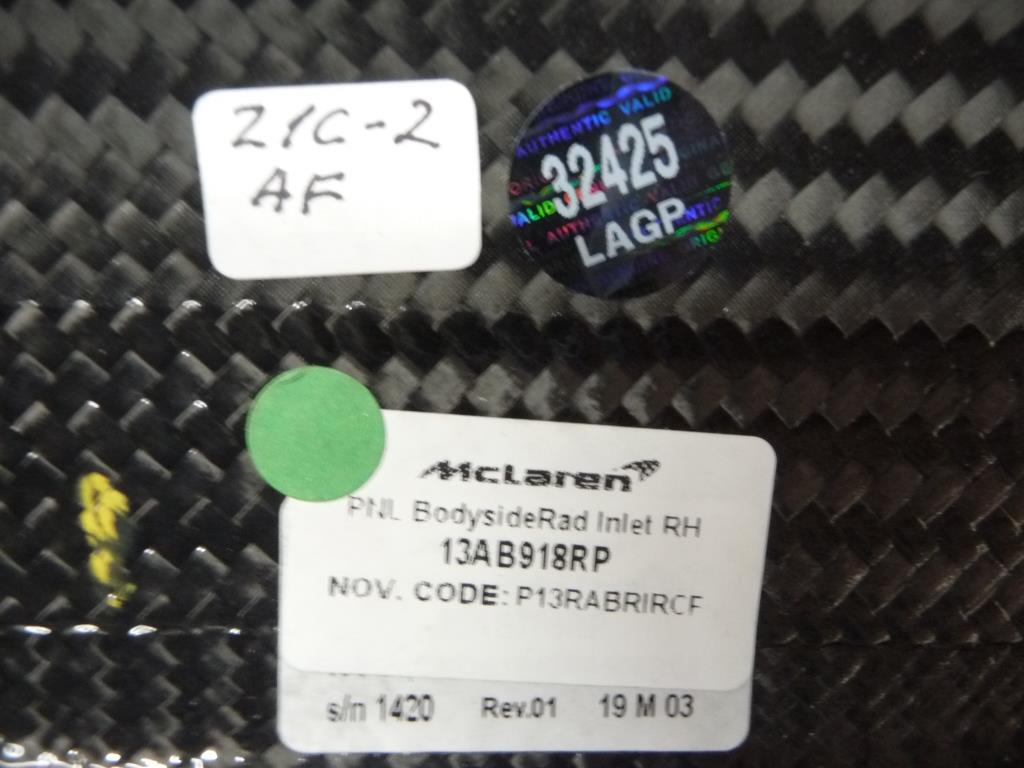 21C-2
AF
AUTHENTIC VALID
32425
LAGP
McLaren
PNL BodysideRad Inlet RH
13AB918RP
NOV. CODE: P13RABRIRCF
s/n 1420 Rev.01 19 M 03